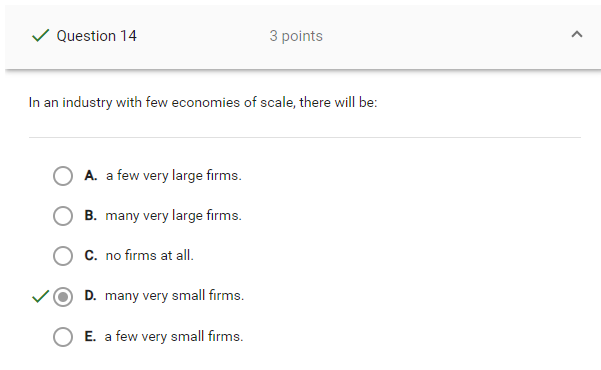 Question 14 3 points
In an industry with few economies of scale, there will be:
A. a few very large firms.
B. many very large firms.
C. no firms at all.
D. many very small firms.
E. a few very small firms.